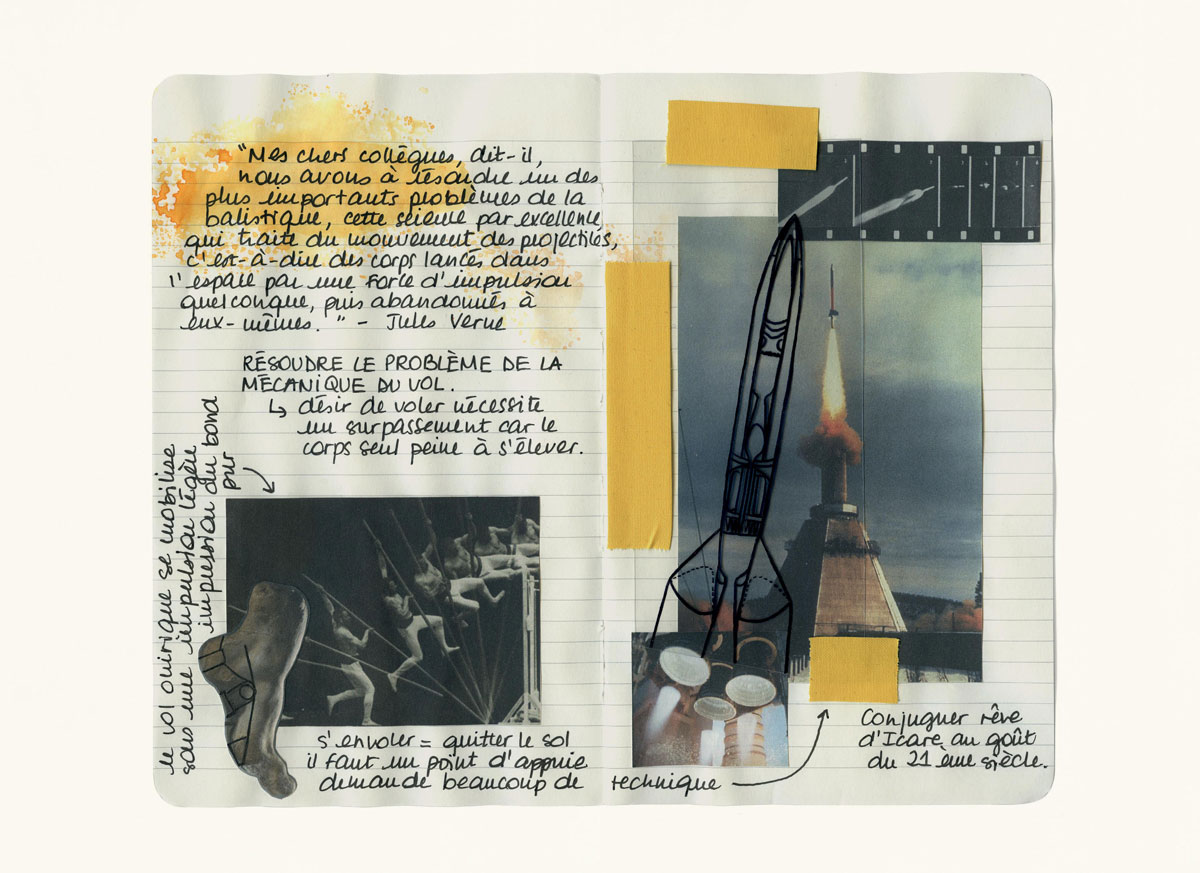 "Mes chers collègues, dit-il,
nous avons à résoudre un des
plus importants problèmes de la
balistique, cette science par excellence,
qui traite du mouvement des projectiles,
c'est-à-dire des corps lancés dans
l'espace par une force d'impulsion
quelconque, puis abandonnés à
eux-mêmes." - Jules Verne
RÉSOUDRE LE PROBLÈME DE LA
MÉCANIQUE DU VOL.
↳ désir de voler nécessite
un surpassement car le
corps seul peine à s'élever.
le vol onirique se mobilise
sous une impulsion légère
impression du bond
pur
s'envoler = quitter le sol
il faut un point d'appuie
demande beaucoup de technique
Conjuguer rêve
d'Icare au goût
du 21 ème siècle.